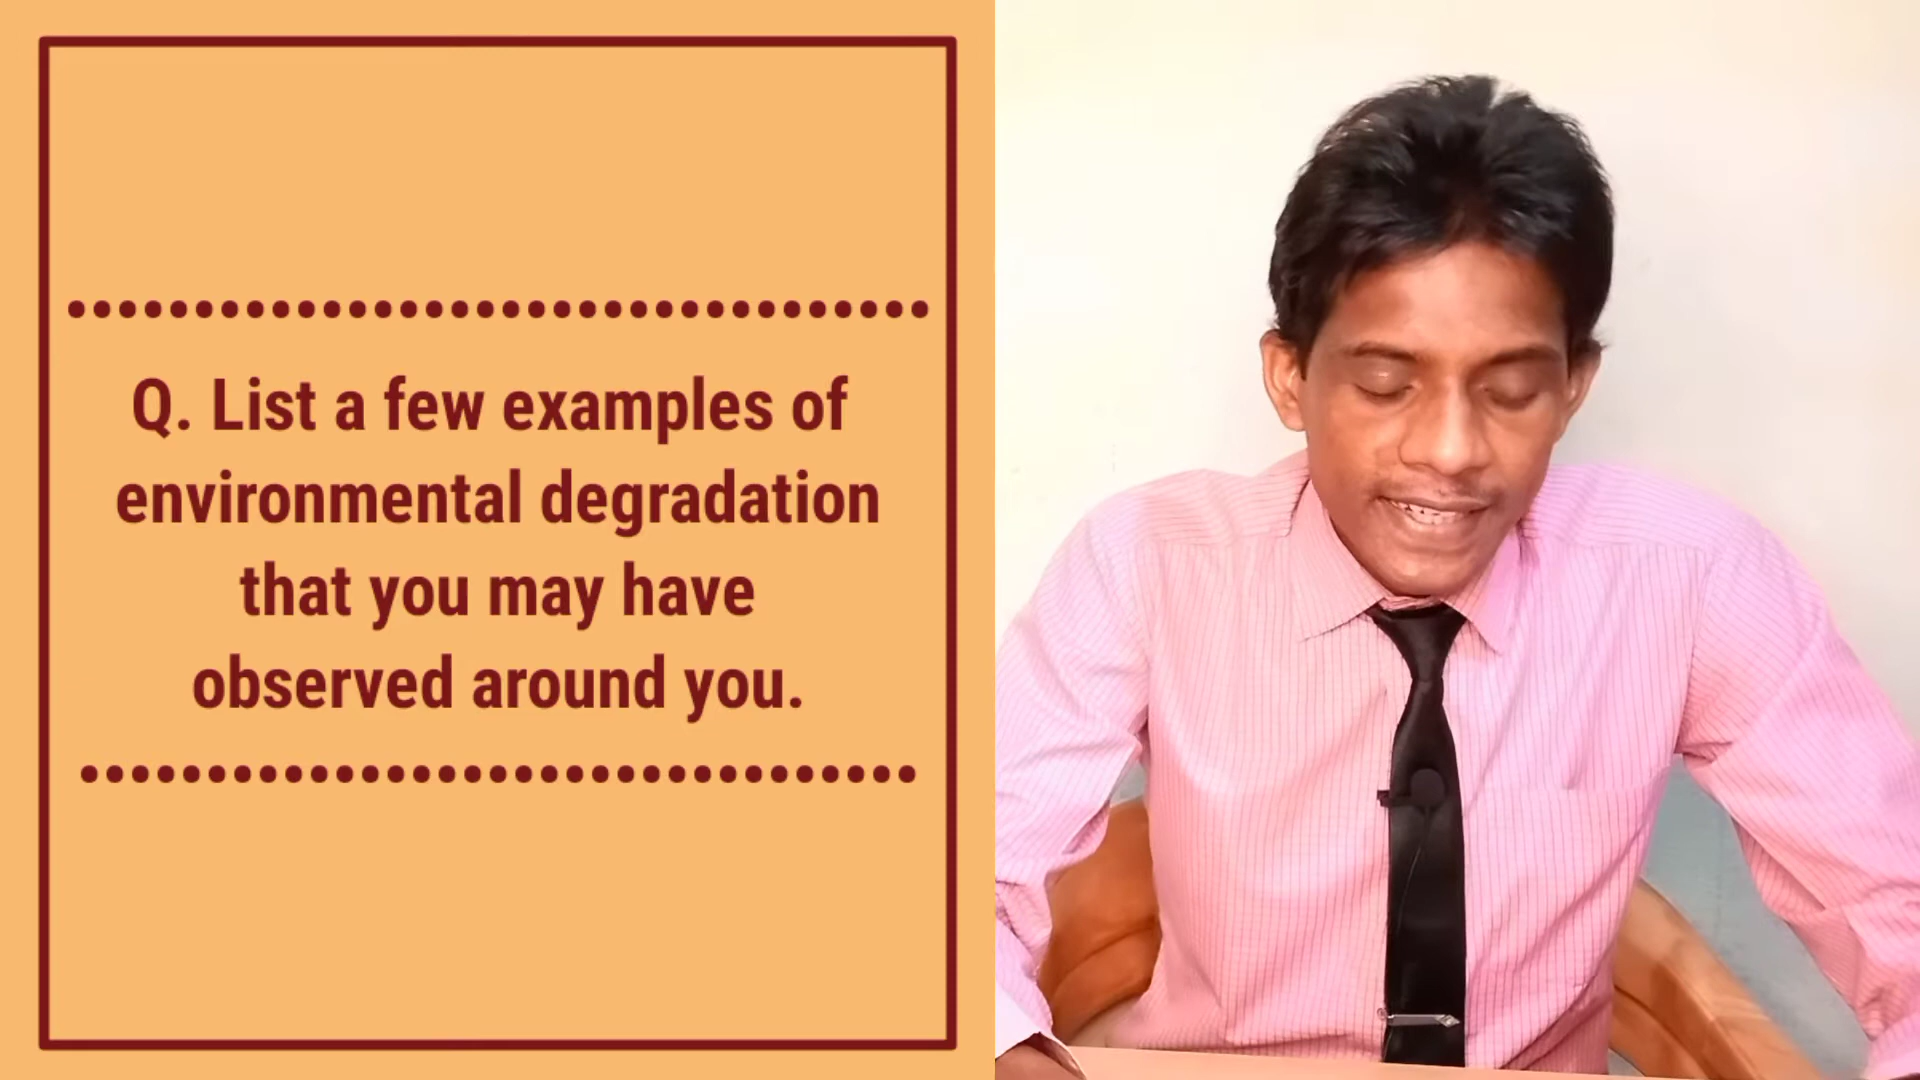 Q. List a few examples of
environmental degradation
that you may have
observed around you.